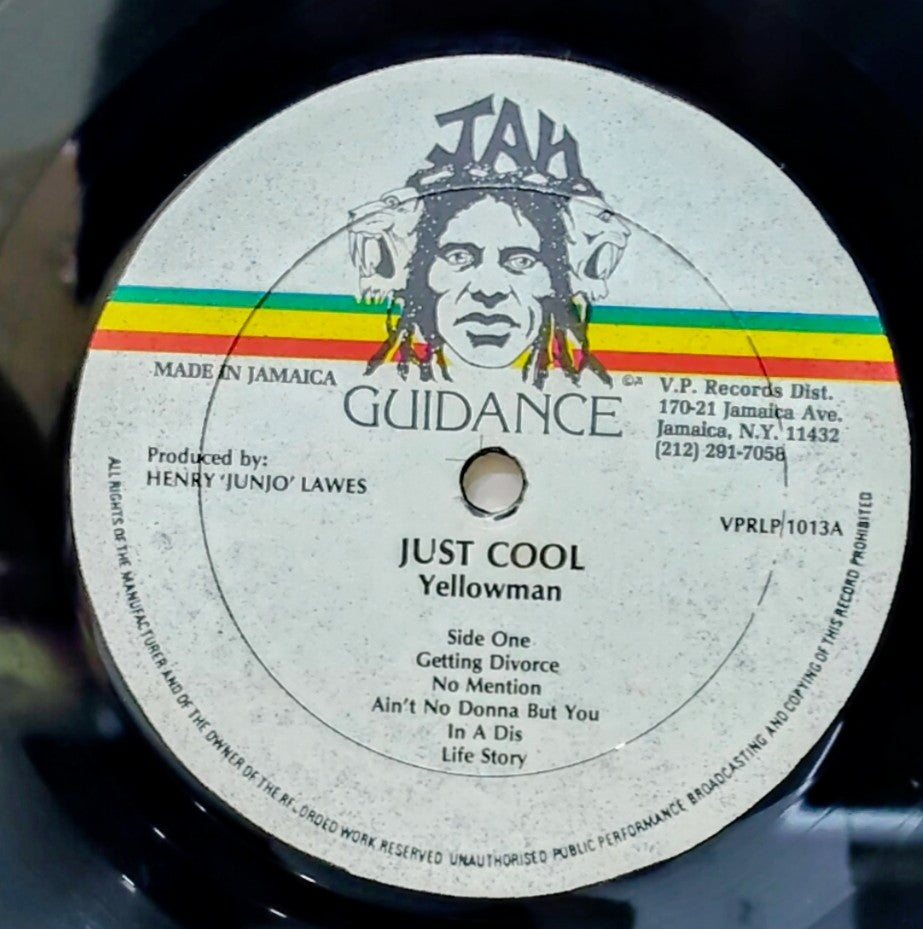 JAH
MADE IN JAMAICA
GUIDANCE
V.P. Records Dist.
170-21 Jamaica Ave.
Jamaica, N.Y. 11432
(212) 291-7058
Produced by:
HENRY 'JUNJO' LAWES
VPRLP 1013A
JUST COOL
Yellowman
Side One
Getting Divorce
No Mention
Ain't No Donna But You
In A Dis
Life Story
ALL RIGHTS OF THE MANUFACTURER AND OF THE OWNER OF THE RECORDED WORK RESERVED UNAUTHORISED PUBLIC PERFORMANCE BROADCASTING AND COPYING OF THIS RECORD PROHIBITED